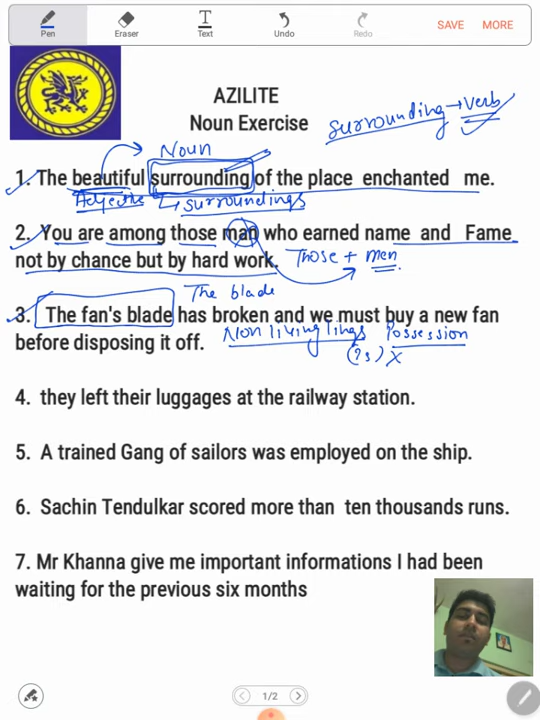 Pen Eraser Text Undo Redo SAVE MORE
AZILITE
Noun Exercise
surrounding → verb
Noun
1. The beautiful surrounding of the place enchanted me.
Adjective → surroundings
2. You are among those man who earned name and Fame
not by chance but by hard work.
Those + men.
The blade
3. The fan's blade has broken and we must buy a new fan
before disposing it off.
Non living Possession
('s) X
4. they left their luggages at the railway station.
5. A trained Gang of sailors was employed on the ship.
6. Sachin Tendulkar scored more than ten thousands runs.
7. Mr Khanna give me important informations I had been
waiting for the previous six months
1/2